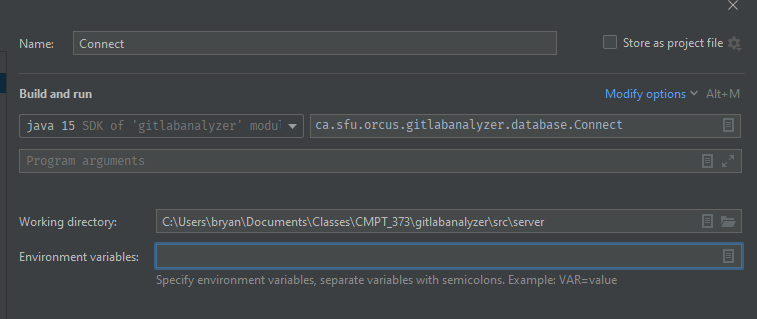 Name: Connect Store as project file
Build and run Modify options Alt+M
java 15 SDK of 'gitlabanalyzer' modul ca.sfu.orcus.gitlabanalyzer.database.Connect
Program arguments
Working directory: C:\Users\bryan\Documents\Classes\CMPT_373\gitlabanalyzer\src\server
Environment variables:
Specify environment variables, separate variables with semicolons. Example: VAR=value